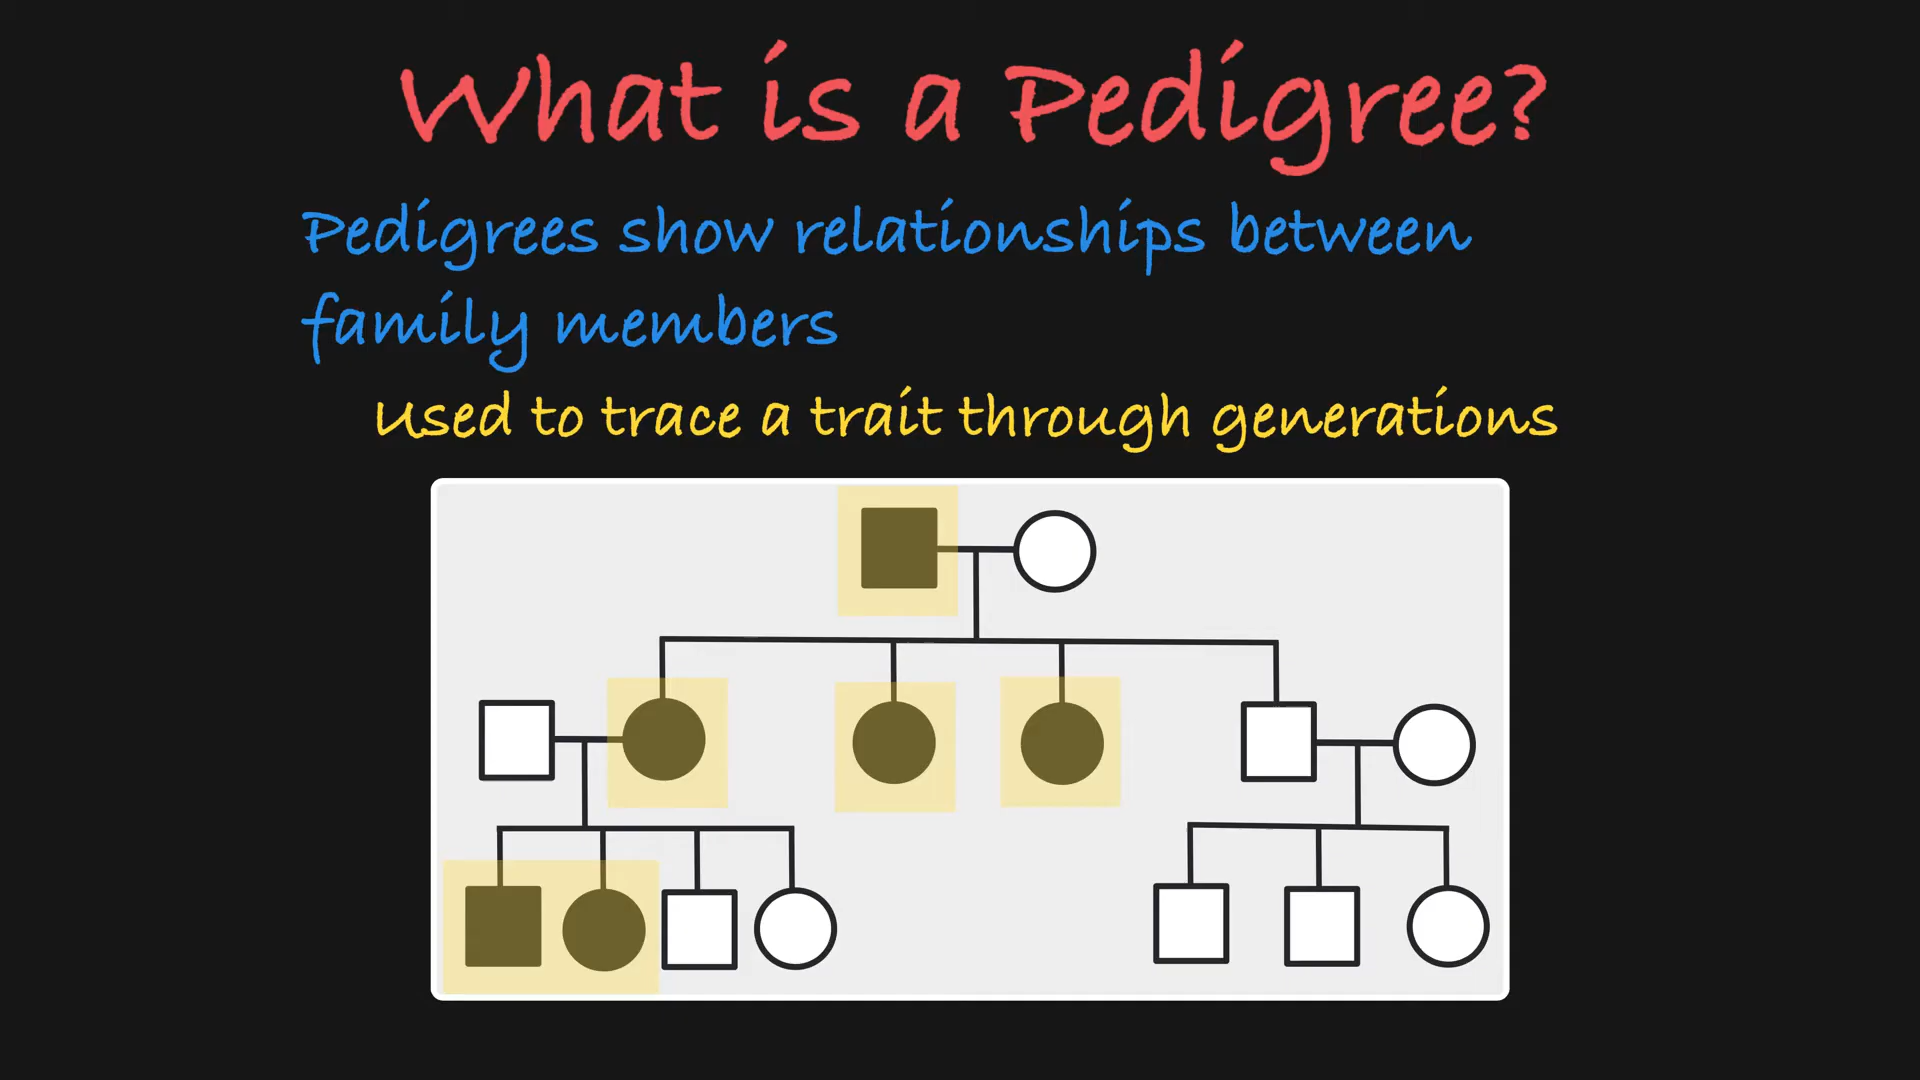 What is a Pedigree?
Pedigrees show relationships between
family members
Used to trace a trait through generations